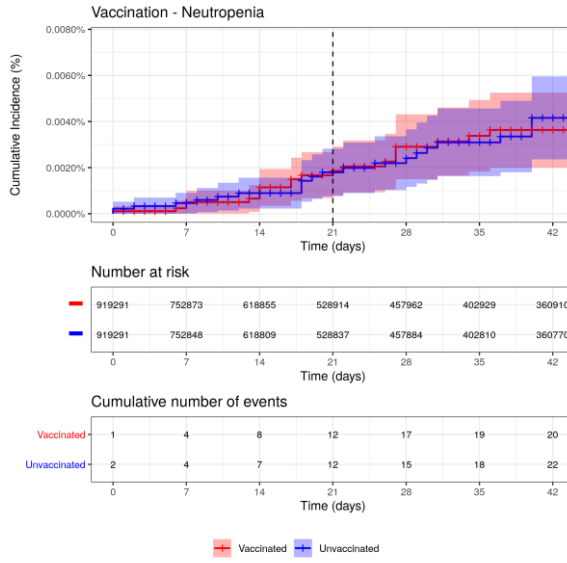 Vaccination - Neutropenia
Cumulative Incidence (%)
0.0080%
0.0060%
0.0040%
0.0020%
0.0000%
0 7 14 21 28 35 42
Time (days)
Number at risk
919291 752873 618855 528914 457962 402929 360910
919291 752848 618809 528837 457884 402810 360770
0 7 14 21 28 35 42
Time (days)
Cumulative number of events
Vaccinated 1 4 8 12 17 19 20
Unvaccinated 2 4 7 12 15 18 22
0 7 14 21 28 35 42
Time (days)
Vaccinated Unvaccinated